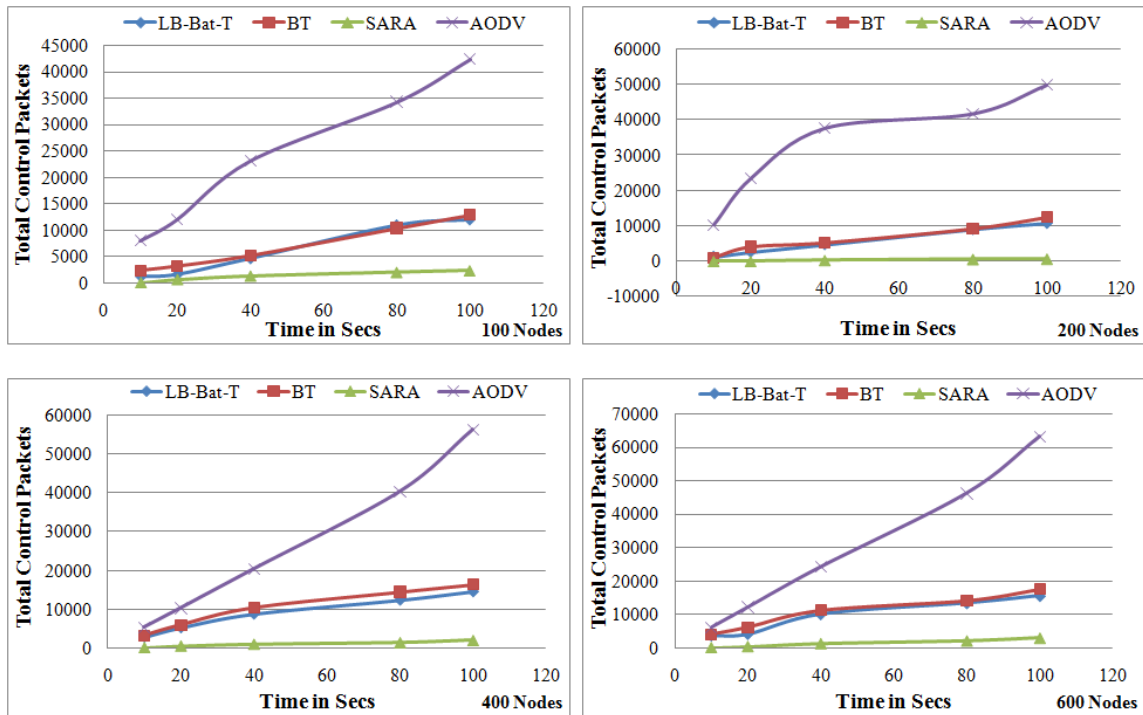 LB-Bat-T BT SARA AODV
Total Control Packets
45000
40000
35000
30000
25000
20000
15000
10000
5000
0
0 20 40 60 80 100 120
Time in Secs
100 Nodes
LB-Bat-T BT SARA AODV
Total Control Packets
60000
50000
40000
30000
20000
10000
0
-10000
0 20 40 60 80 100 120
Time in Secs
200 Nodes
LB-Bat-T BT SARA AODV
Total Control Packets
60000
50000
40000
30000
20000
10000
0
0 20 40 60 80 100 120
Time in Secs
400 Nodes
LB-Bat-T BT SARA AODV
Total Control Packets
70000
60000
50000
40000
30000
20000
10000
0
0 20 40 60 80 100 120
Time in Secs
600 Nodes